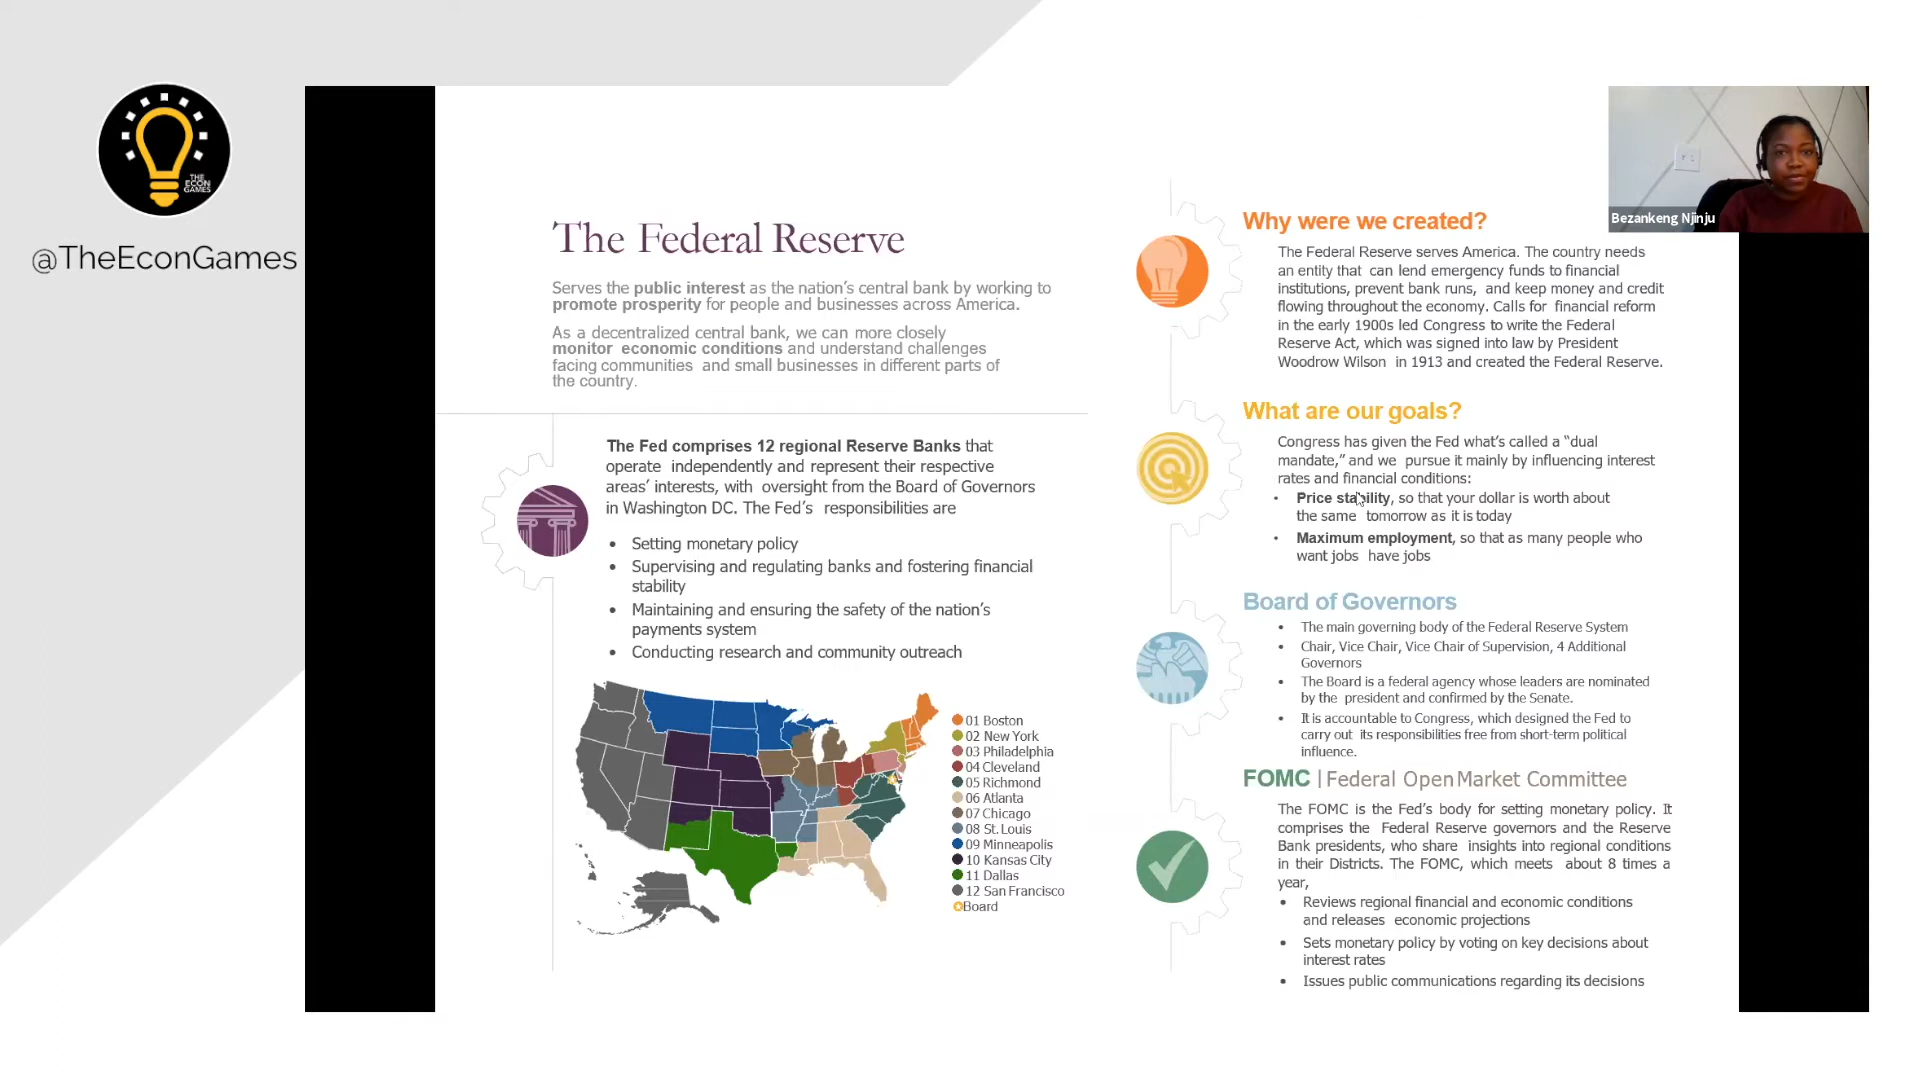 THE
ECON
GAMES
@TheEconGames
The Federal Reserve
Serves the public interest as the nation's central bank by working to
promote prosperity for people and businesses across America.
As a decentralized central bank, we can more closely
monitor economic conditions and understand challenges
facing communities and small businesses in different parts of
the country.
The Fed comprises 12 regional Reserve Banks that
operate independently and represent their respective
areas' interests, with oversight from the Board of Governors
in Washington DC. The Fed's responsibilities are
• Setting monetary policy
• Supervising and regulating banks and fostering financial
stability
• Maintaining and ensuring the safety of the nation's
payments system
• Conducting research and community outreach
01 Boston
02 New York
03 Philadelphia
04 Cleveland
05 Richmond
06 Atlanta
07 Chicago
08 St. Louis
09 Minneapolis
10 Kansas City
11 Dallas
12 San Francisco
Board
Why were we created?
The Federal Reserve serves America. The country needs
an entity that can lend emergency funds to financial
institutions, prevent bank runs, and keep money and credit
flowing throughout the economy. Calls for financial reform
in the early 1900s led Congress to write the Federal
Reserve Act, which was signed into law by President
Woodrow Wilson in 1913 and created the Federal Reserve.
What are our goals?
Congress has given the Fed what's called a "dual
mandate," and we pursue it mainly by influencing interest
rates and financial conditions:
• Price stability, so that your dollar is worth about
the same tomorrow as it is today
• Maximum employment, so that as many people who
want jobs have jobs
Board of Governors
• The main governing body of the Federal Reserve System
• Chair, Vice Chair, Vice Chair of Supervision, 4 Additional
Governors
• The Board is a federal agency whose leaders are nominated
by the president and confirmed by the Senate.
• It is accountable to Congress, which designed the Fed to
carry out its responsibilities free from short-term political
influence.
FOMC | Federal Open Market Committee
The FOMC is the Fed's body for setting monetary policy. It
comprises the Federal Reserve governors and the Reserve
Bank presidents, who share insights into regional conditions
in their Districts. The FOMC, which meets about 8 times a
year,
• Reviews regional financial and economic conditions
and releases economic projections
• Sets monetary policy by voting on key decisions about
interest rates
• Issues public communications regarding its decisions
Bezankeng Njinju